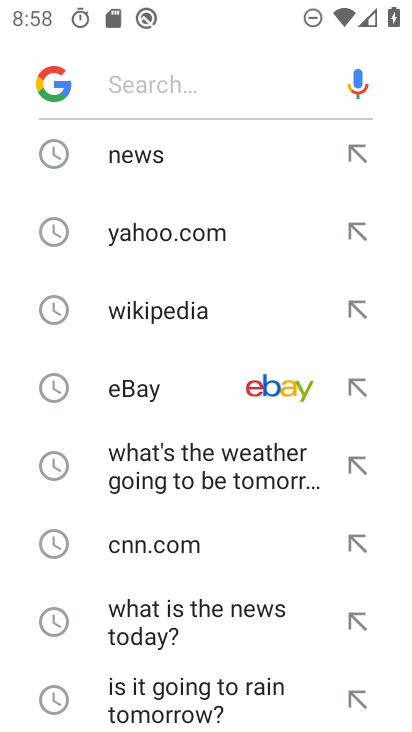 8:58
Search...
news
yahoo.com
wikipedia
eBay ebay
what's the weather
going to be tomorr...
cnn.com
what is the news
today?
is it going to rain
tomorrow?